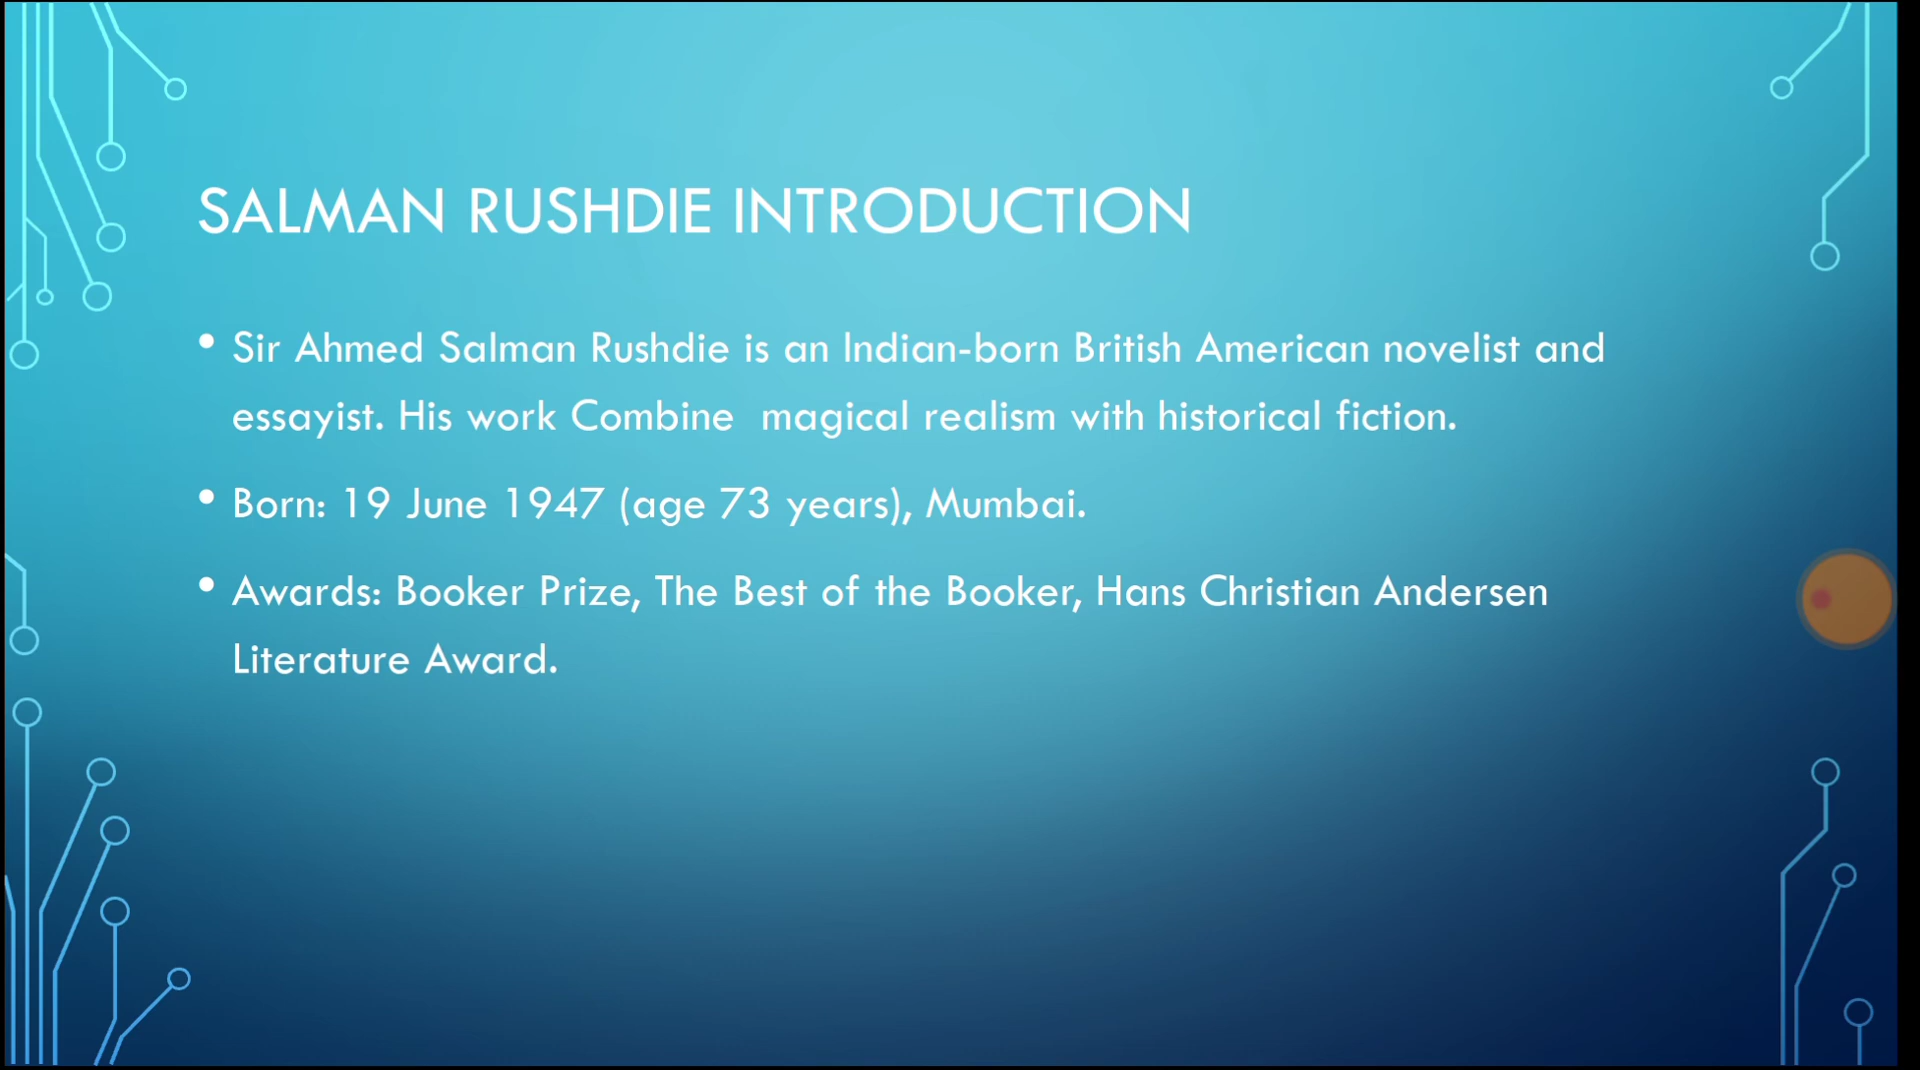 SALMAN RUSHDIE INTRODUCTION
• Sir Ahmed Salman Rushdie is an Indian-born British American novelist and
essayist. His work Combine  magical realism with historical fiction.
• Born: 19 June 1947 (age 73 years), Mumbai.
• Awards: Booker Prize, The Best of the Booker, Hans Christian Andersen
Literature Award.